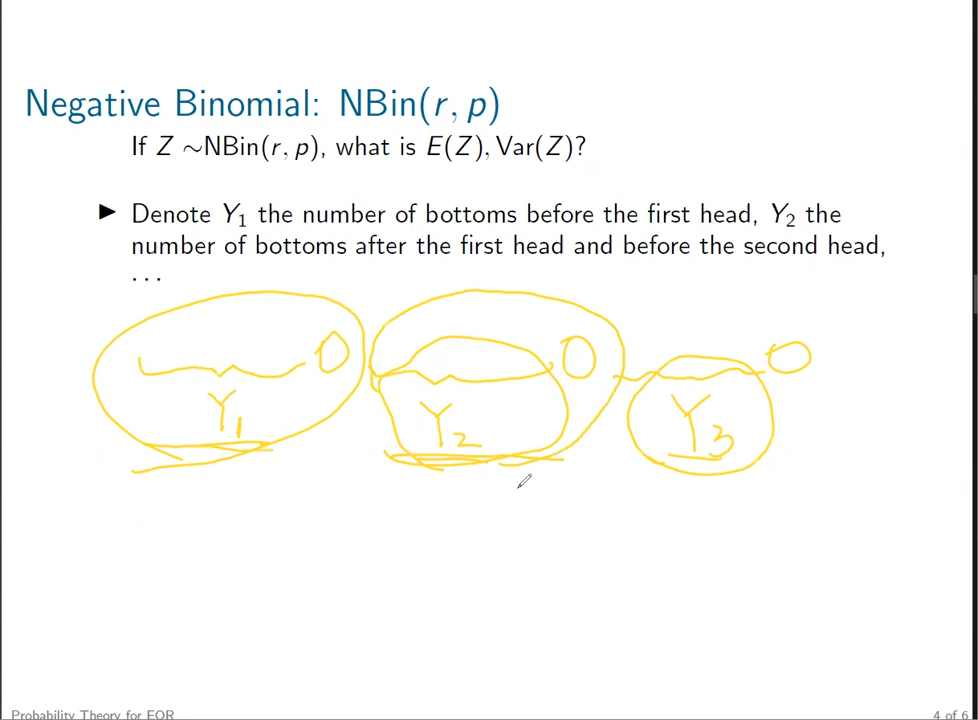 Negative Binomial: NBin(r, p)
If Z ∼NBin(r, p), what is E(Z), Var(Z)?
▶ Denote Y₁ the number of bottoms before the first head, Y₂ the
number of bottoms after the first head and before the second head,
...
Y₁ Y₂ Y₃
Probability Theory for EOR 4 of 6